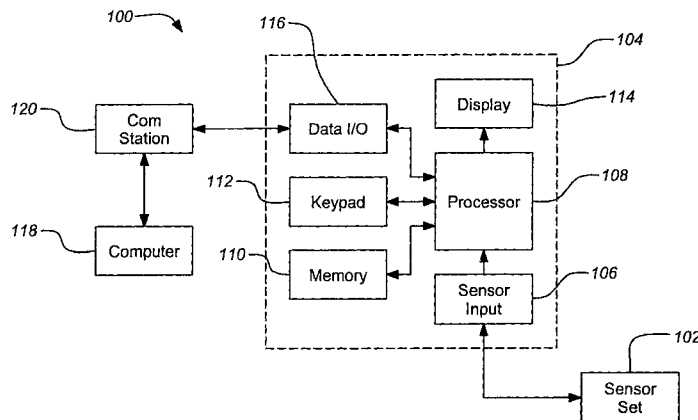 100
116
104
120
Com
Station
Data I/O
Display
114
112
Keypad
Processor
108
118
Computer
110
Memory
106
Sensor
Input
102
Sensor
Set